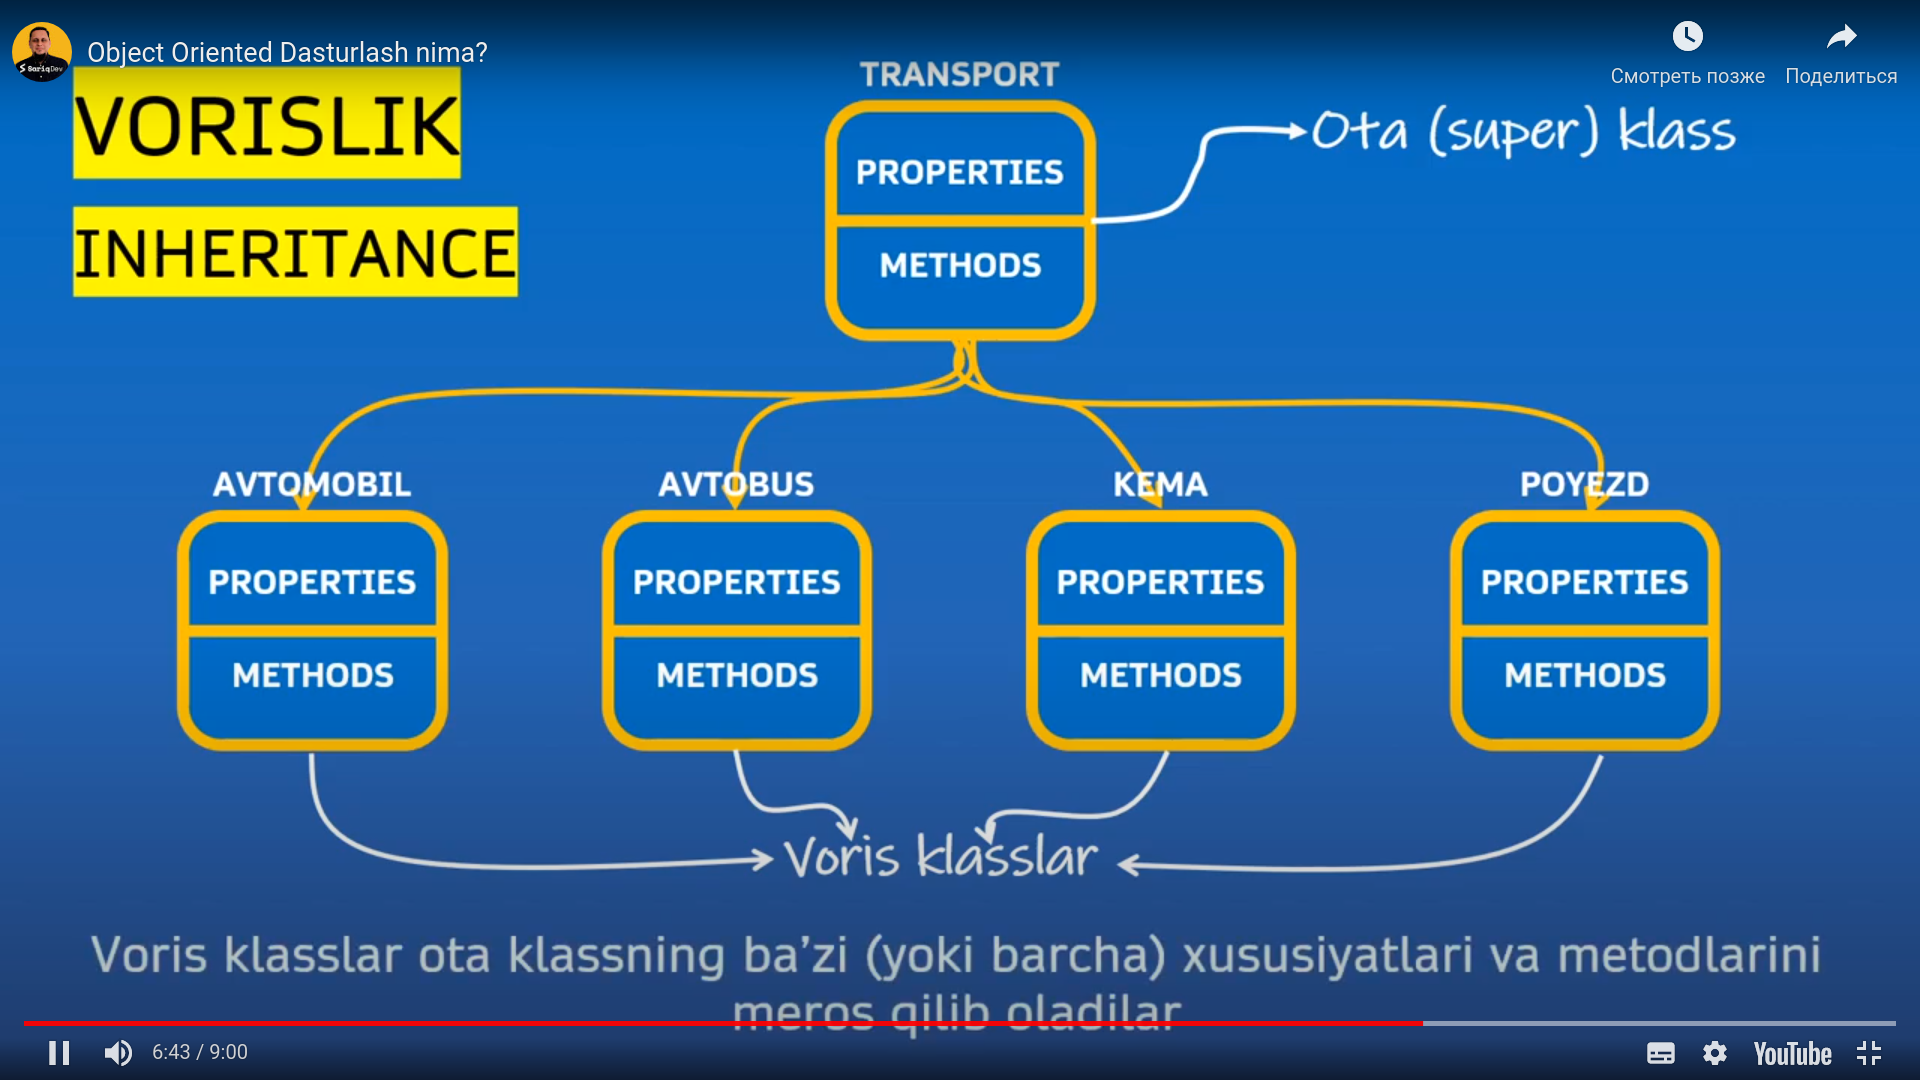 Object Oriented Dasturlash nima?
SariqDev
Смотреть позже
Поделиться
VORISLIK
INHERITANCE
TRANSPORT
PROPERTIES
METHODS
Ota (super) klass
AVTOMOBIL
AVTOBUS
KEMA
POYEZD
PROPERTIES
PROPERTIES
PROPERTIES
PROPERTIES
METHODS
METHODS
METHODS
METHODS
Voris klasslar
Voris klasslar ota klassning ba’zi (yoki barcha) xususiyatlari va metodlarini
meros qilib oladilar
6:43 / 9:00
YouTube